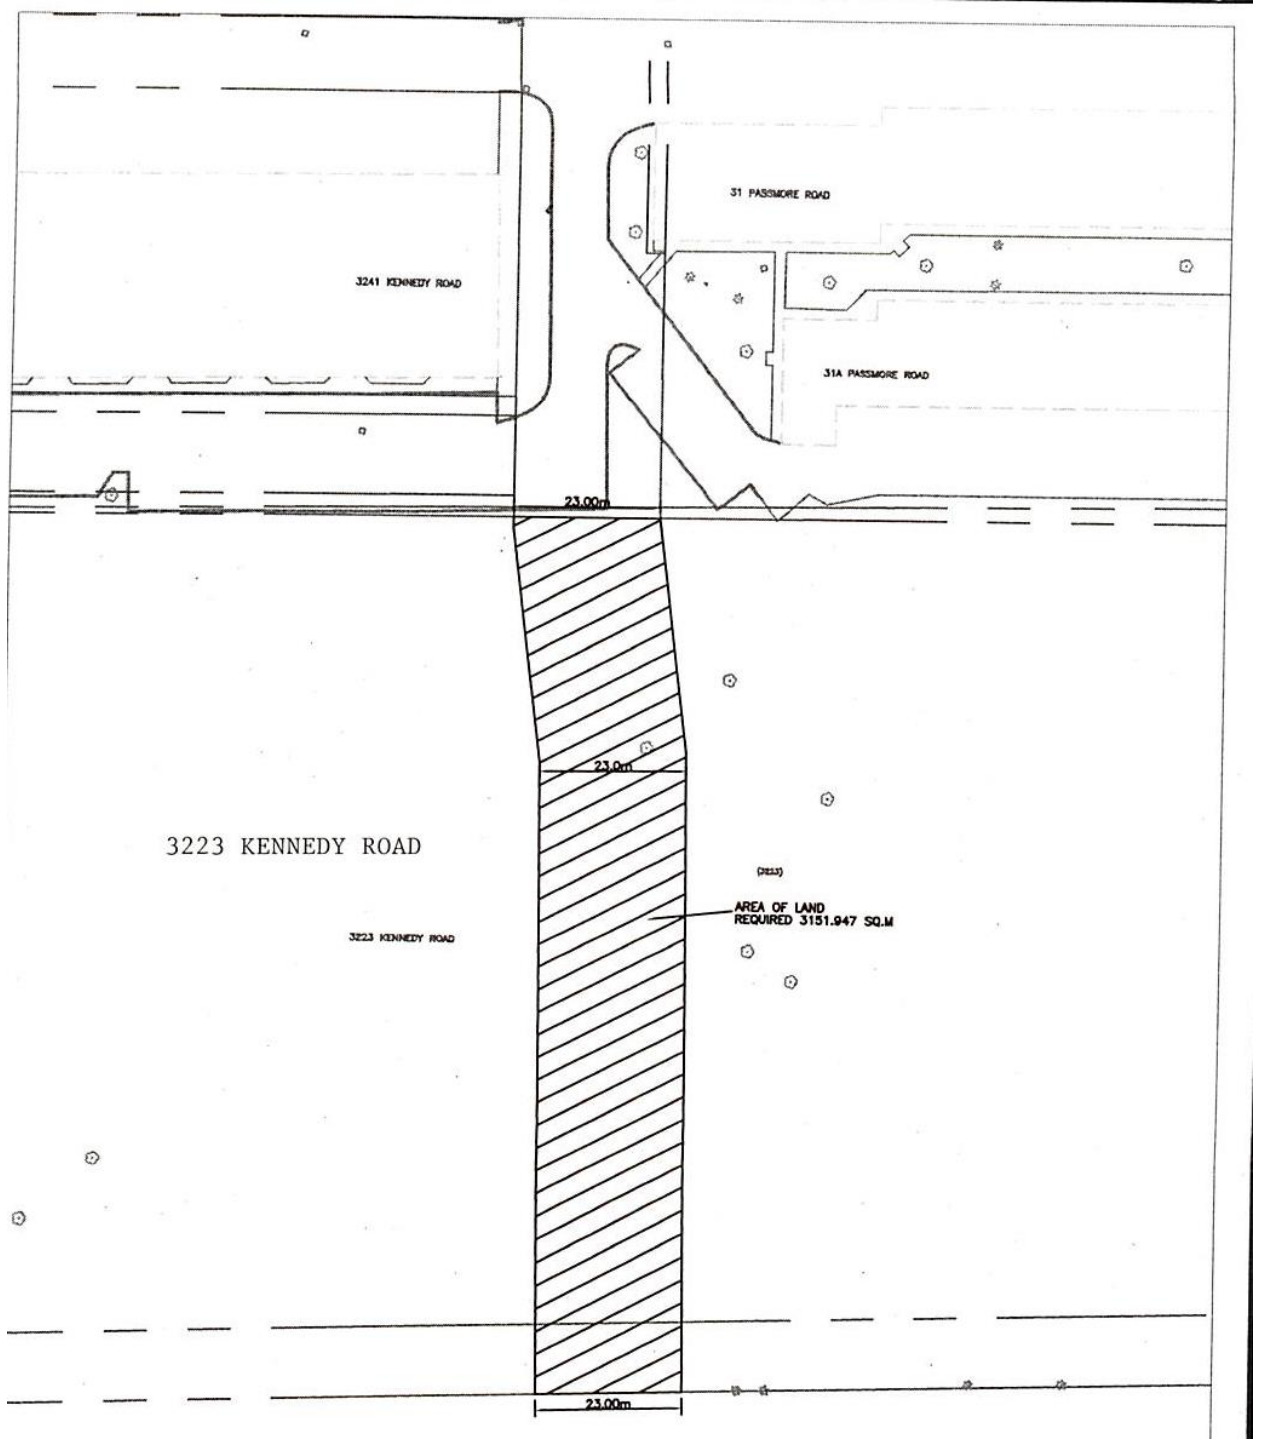 31 PASSMORE ROAD
3241 KENNEDY ROAD
31A PASSMORE ROAD
23.00m
23.0m
3223 KENNEDY ROAD
AREA OF LAND
REQUIRED 3151.947 SQ.M
3223 KENNEDY ROAD
23.00m